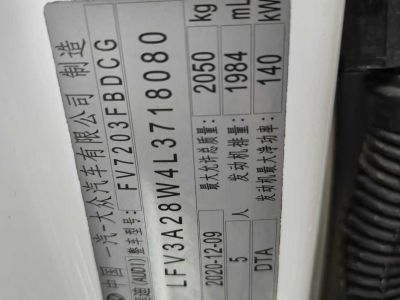 中国 一汽-大众汽车有限公司 制造
(AUDI) 整车型号: FV7203FBDCG
LFV3A28W4L3718080
2020-12-09 最大允许总质量: 2050 kg
5 人 发动机排量: 1984 mL
DTA 发动机最大净功率: 140 kW